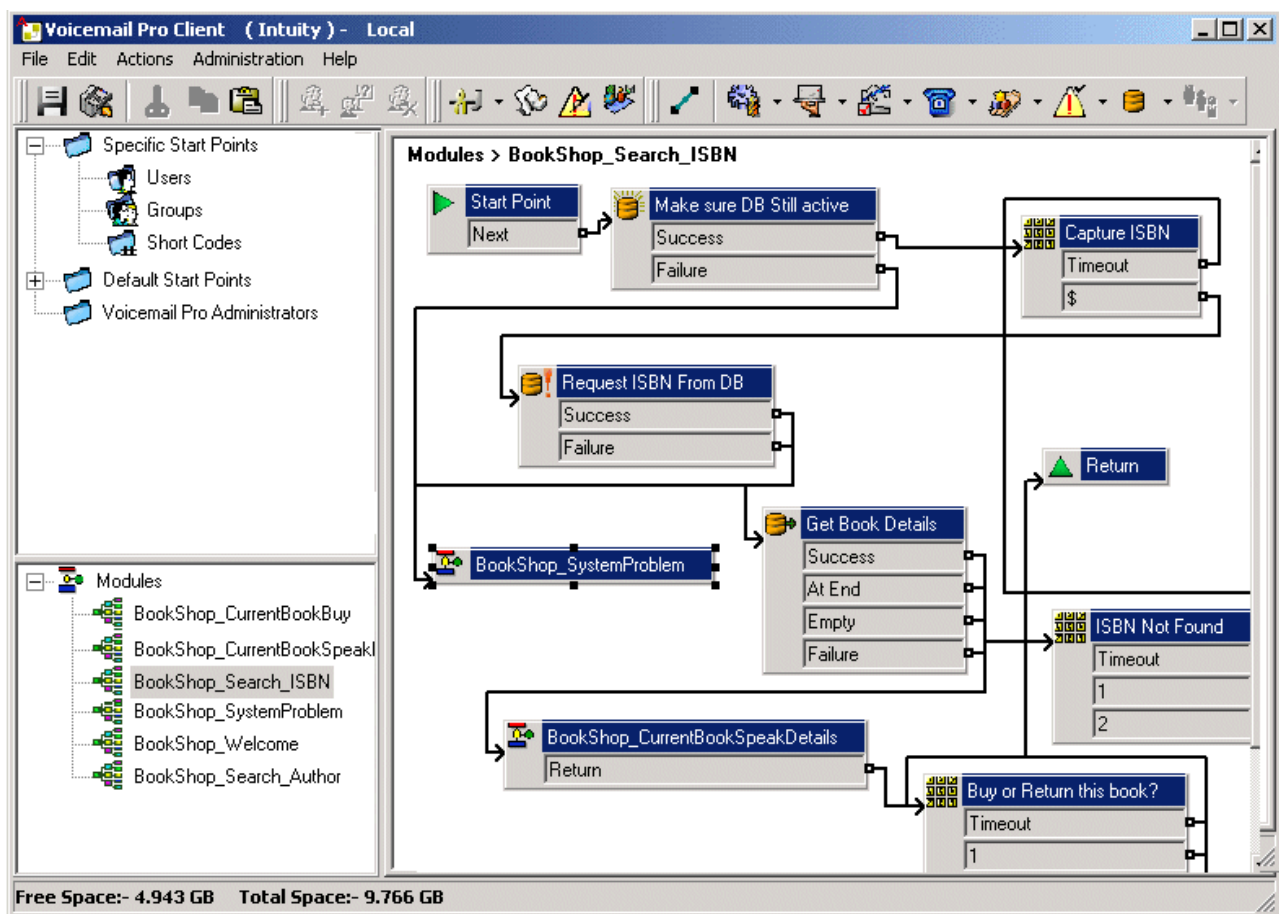 Voicemail Pro Client ( Intuity ) - Local
File Edit Actions Administration Help
Specific Start Points
Users
Groups
Short Codes
Default Start Points
Voicemail Pro Administrators
Modules
BookShop_CurrentBookBuy
BookShop_CurrentBookSpeakI
BookShop_Search_ISBN
BookShop_SystemProblem
BookShop_Welcome
BookShop_Search_Author
Modules > BookShop_Search_ISBN
Start Point
Next
Make sure DB Still active
Success
Failure
Capture ISBN
Timeout
$
Request ISBN From DB
Success
Failure
Return
Get Book Details
Success
At End
Empty
Failure
BookShop_SystemProblem
ISBN Not Found
Timeout
1
2
BookShop_CurrentBookSpeakDetails
Return
Buy or Return this book?
Timeout
1
Free Space:- 4.943 GB Total Space:- 9.766 GB